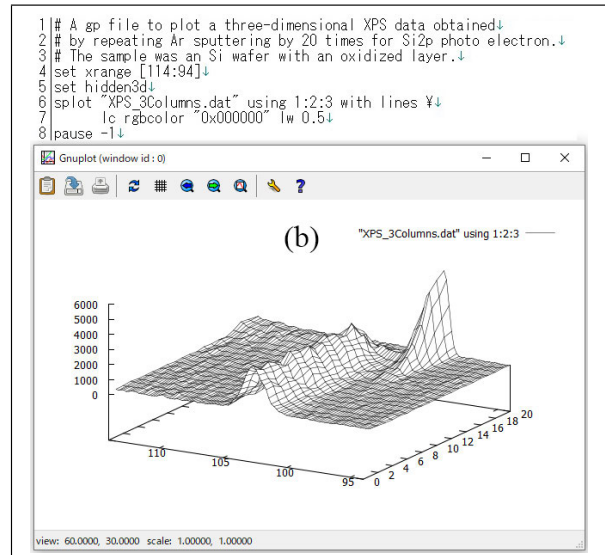 1 # A gp file to plot a three-dimensional XPS data obtained↓
2 # by repeating Ar sputtering by 20 times for Si2p photo electron.↓
3 # The sample was an Si wafer with an oxidized layer.↓
4 set xrange [114:94]↓
5 set hidden3d↓
6 splot "XPS_3Columns.dat" using 1:2:3 with lines ¥↓
7 lc rgbcolor "0x000000" lw 0.5↓
8 pause -1↓
Gnuplot (window id : 0)
(b)
"XPS_3Columns.dat" using 1:2:3
6000
5000
4000
3000
2000
1000
0
110
105
100
95
0 2 4 6 8 10 12 14 16 18 20
view: 60.0000, 30.0000 scale: 1.00000, 1.00000